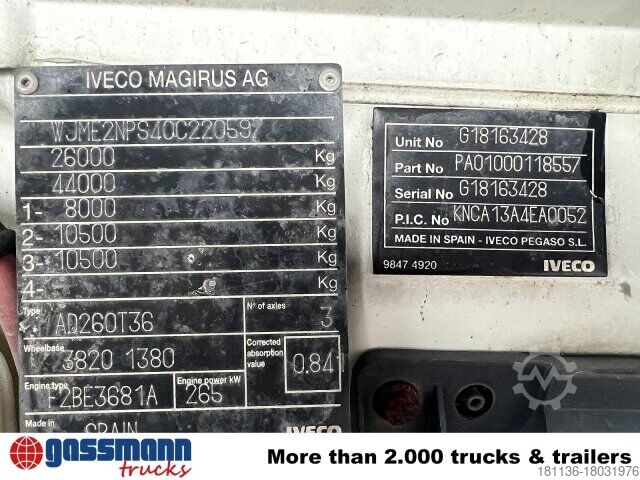 IVECO MAGIRUS AG
WJME2NPS40C220597
26000 Kg
44000 Kg
1- 8000 Kg
2- 10500 Kg
3- 10500 Kg
4- Kg
Type AD260T36 N° of axles 3
Wheelbase 3820 1380 Corrected absorption value 0.841
Engine type F2BE3681A Engine power kW 265
Made in SPAIN IVECO
Unit No G18163428
Part No PA01000118557
Serial No G18163428
P.I.C. No KNCA13A4EA0052
MADE IN SPAIN - IVECO PEGASO S.L.
9847 4920 IVECO
gassmann trucks
More than 2.000 trucks & trailers
181136-18031976